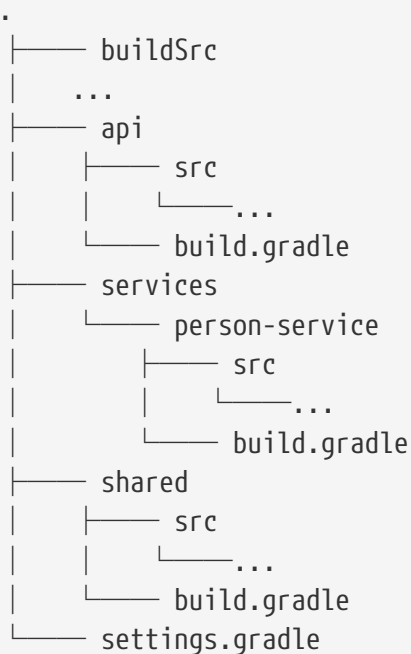 .
├── buildSrc
│   ...
├── api
│   ├── src
│   │   └──...
│   └── build.gradle
├── services
│   └── person-service
│       ├── src
│       │   └──...
│       └── build.gradle
├── shared
│   ├── src
│   │   └──...
│   └── build.gradle
└── settings.gradle